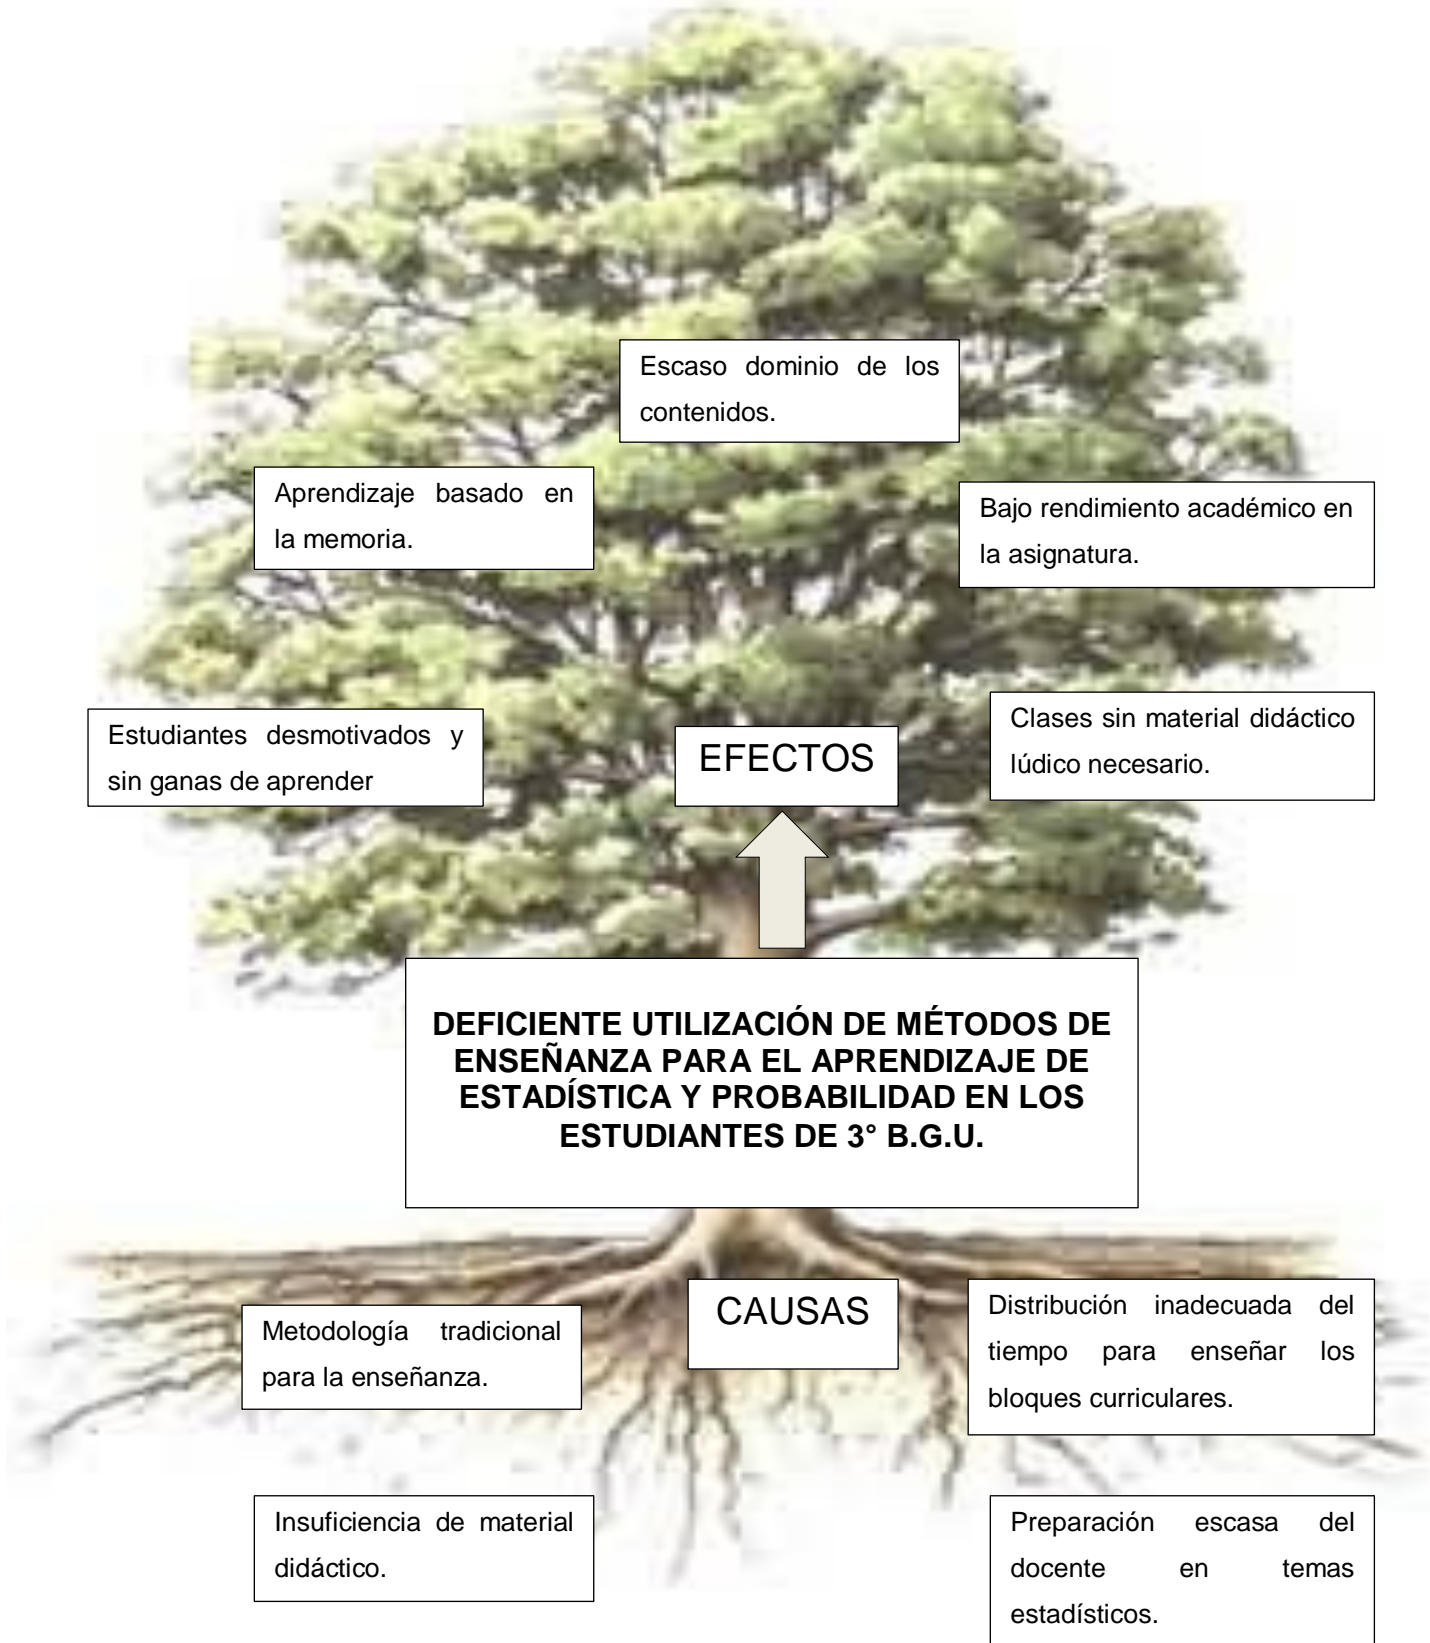 Escaso dominio de los
contenidos.
Aprendizaje basado en
la memoria.
Bajo rendimiento académico en
la asignatura.
Estudiantes desmotivados y
sin ganas de aprender
EFECTOS
Clases sin material didáctico
lúdico necesario.
DEFICIENTE UTILIZACIÓN DE MÉTODOS DE
ENSEÑANZA PARA EL APRENDIZAJE DE
ESTADÍSTICA Y PROBABILIDAD EN LOS
ESTUDIANTES DE 3° B.G.U.
CAUSAS
Metodología tradicional
para la enseñanza.
Distribución inadecuada del
tiempo para enseñar los
bloques curriculares.
Insuficiencia de material
didáctico.
Preparación escasa del
docente en temas
estadísticos.